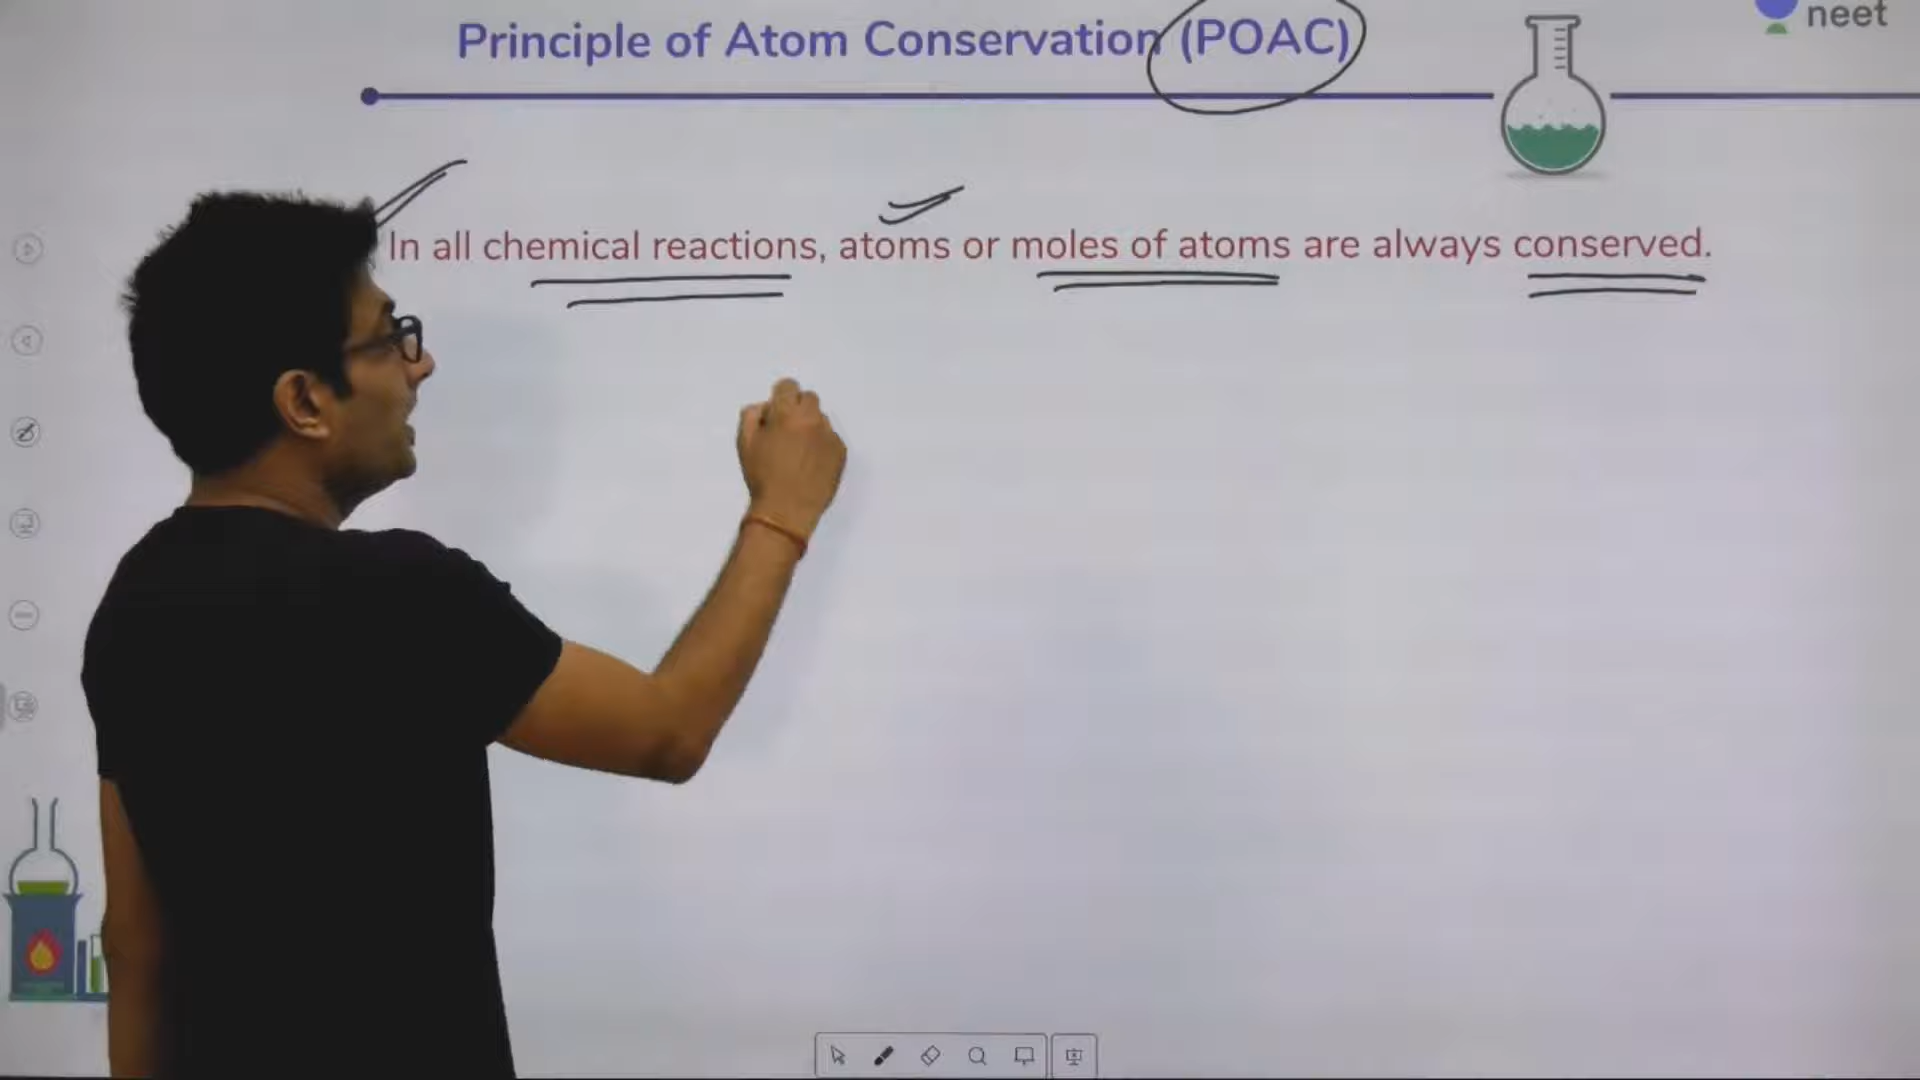 Principle of Atom Conservation (POAC)
neet
In all chemical reactions, atoms or moles of atoms are always conserved.